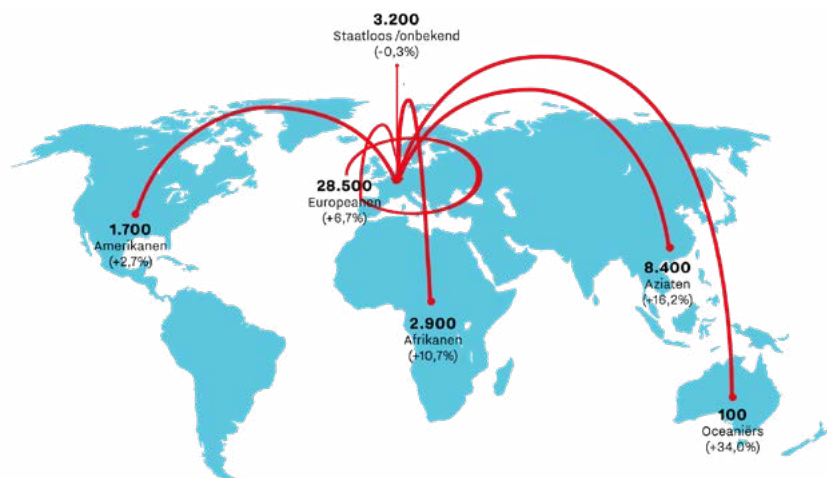 3.200
Staatloos/onbekend
(-0,3%)
28.500
Europeanen
(+6,7%)
1.700
Amerikanen
(+2,7%)
8.400
Aziaten
(+16,2%)
2.900
Afrikanen
(+10,7%)
100
Oceaniërs
(+34,0%)